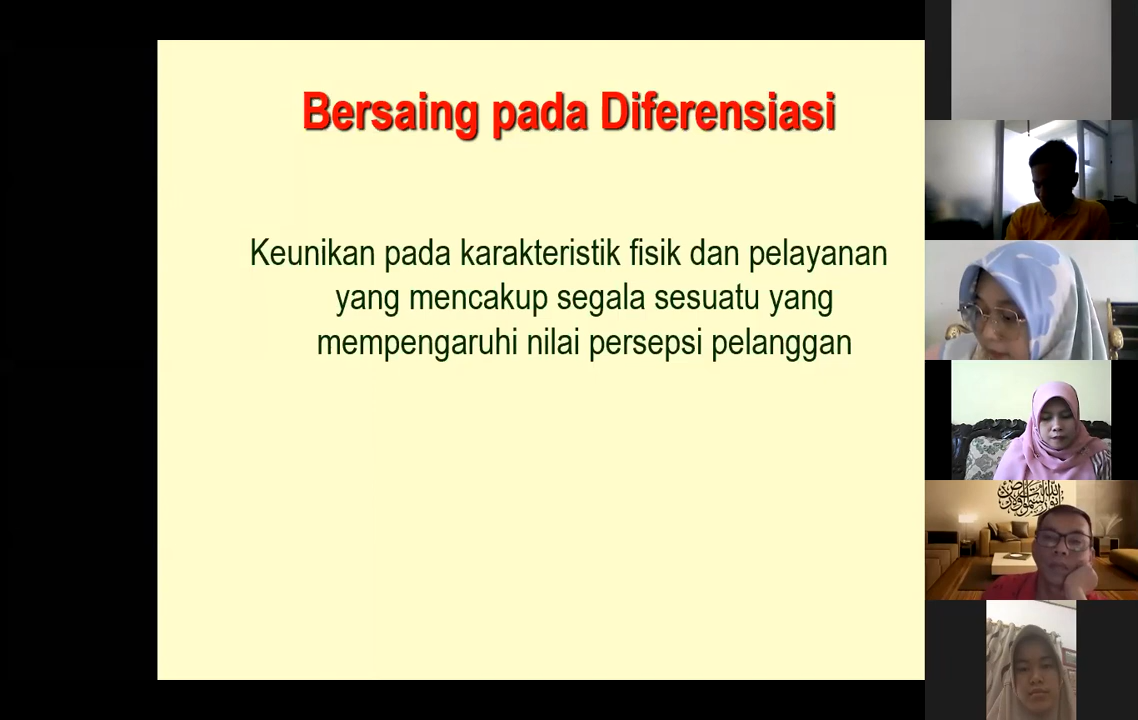 Bersaing pada Diferensiasi
Keunikan pada karakteristik fisik dan pelayanan
yang mencakup segala sesuatu yang
mempengaruhi nilai persepsi pelanggan